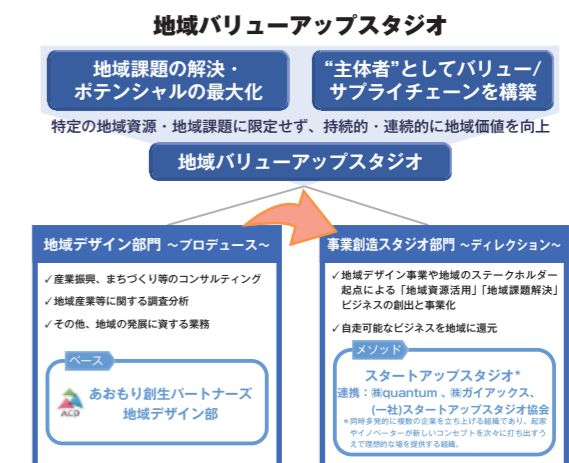 地域バリューアップスタジオ
地域課題の解決・
ポテンシャルの最大化
“主体者”としてバリュー/
サプライチェーンを構築
特定の地域資源・地域課題に限定せず、持続的・連続的に地域価値を向上
地域バリューアップスタジオ
地域デザイン部門 ～プロデュース～
✓産業振興、まちづくり等のコンサルティング
✓地域産業等に関する調査分析
✓その他、地域の発展に資する業務
ベース
あおもり創生パートナーズ
地域デザイン部
ACP
事業創造スタジオ部門 ～ディレクション～
✓地域デザイン事業や地域のステークホルダー
起点による「地域資源活用」「地域課題解決」
ビジネスの創出と事業化
✓自走可能なビジネスを地域に還元
メソッド
スタートアップスタジオ*
連携：㈱quantum 、㈱ガイアックス、
(一社)スタートアップスタジオ協会
*同時多発的に複数の企業を立ち上げる組織であり、起家
やイノベーターが新しいコンセプトを次々に打ち出すう
えで理想的な場を提供する組織。